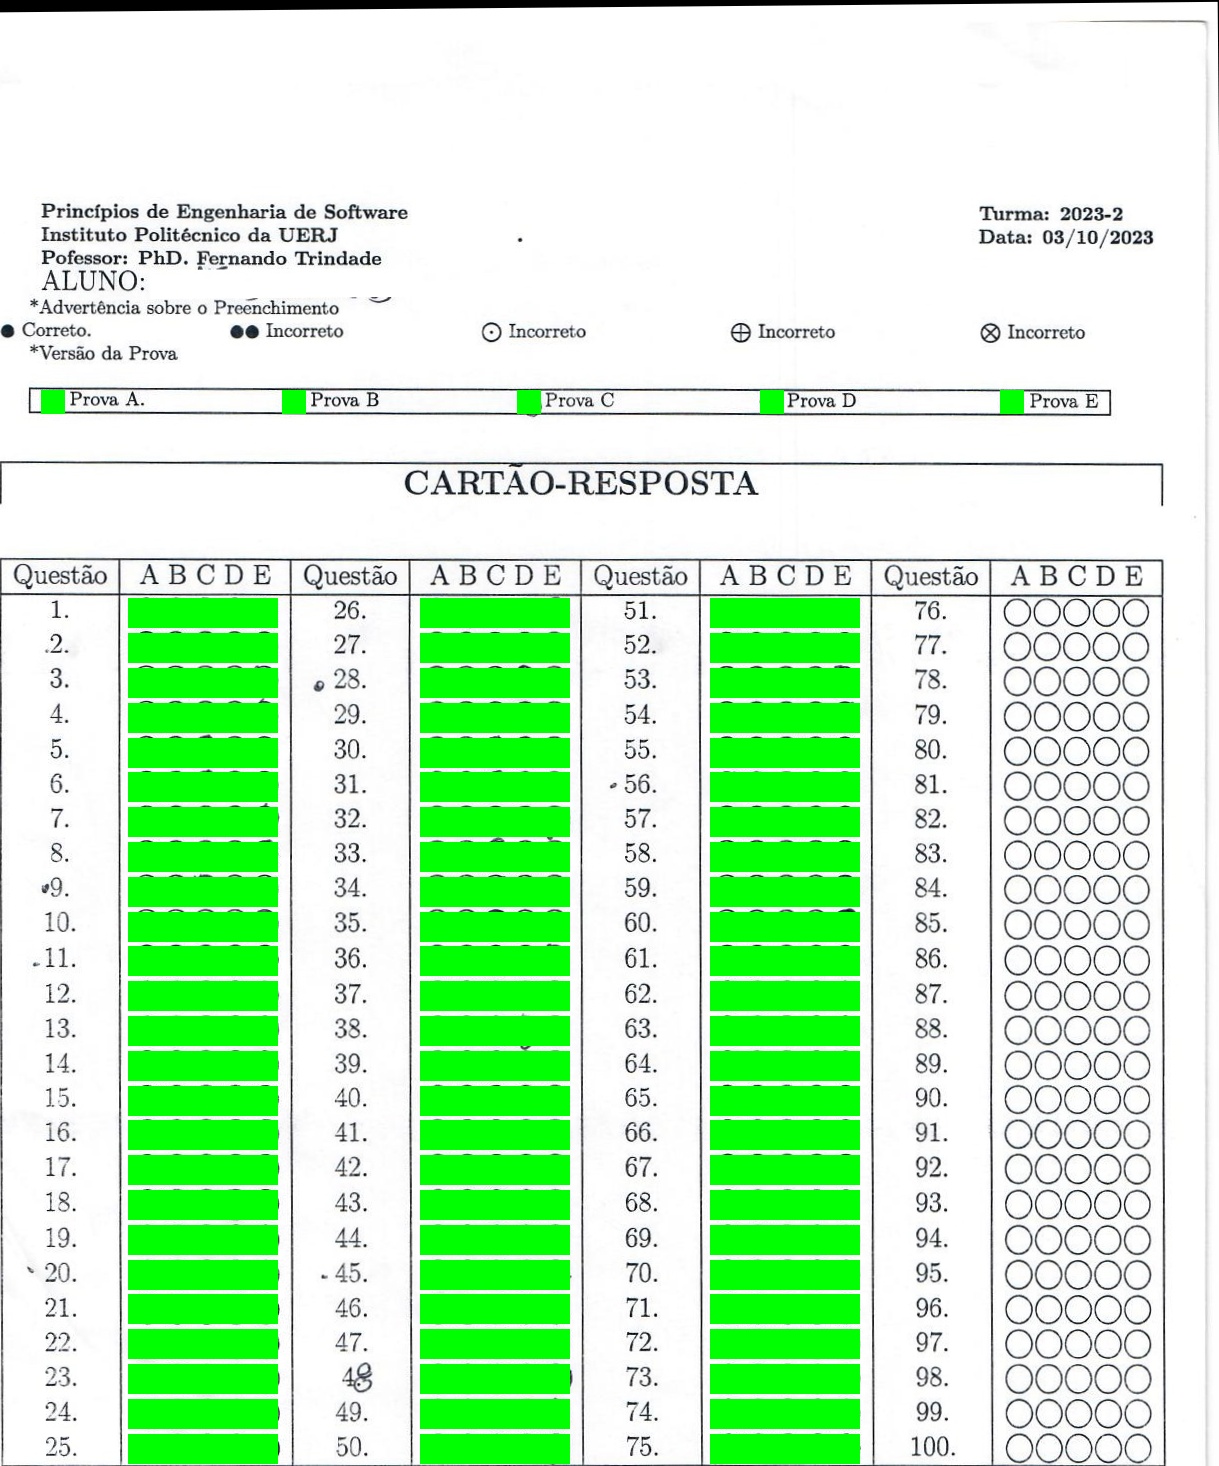 Princípios de Engenharia de Software
Turma: 2023-2
Instituto Politécnico da UERJ
Data: 03/10/2023
Pofessor: PhD. Fernando Trindade
ALUNO:
*Advertência sobre o Preenchimento
Correto. Incorreto Incorreto Incorreto Incorreto
*Versão da Prova
Prova A. Prova B Prova C Prova D Prova E
CARTÃO-RESPOSTA
Questão A B C D E Questão A B C D E Questão A B C D E Questão A B C D E
1. 26. 51. 76.
2. 27. 52. 77.
3. 28. 53. 78.
4. 29. 54. 79.
5. 30. 55. 80.
6. 31. 56. 81.
7. 32. 57. 82.
8. 33. 58. 83.
9. 34. 59. 84.
10. 35. 60. 85.
11. 36. 61. 86.
12. 37. 62. 87.
13. 38. 63. 88.
14. 39. 64. 89.
15. 40. 65. 90.
16. 41. 66. 91.
17. 42. 67. 92.
18. 43. 68. 93.
19. 44. 69. 94.
20. 45. 70. 95.
21. 46. 71. 96.
22. 47. 72. 97.
23. 48 73. 98.
24. 49. 74. 99.
25. 50. 75. 100.